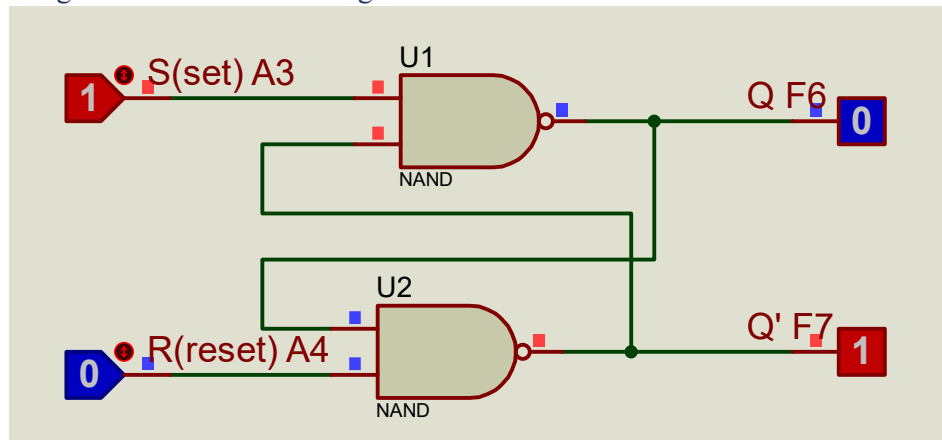 U1
S(set) A3
1
Q F6
0
NAND
U2
R(reset) A4
0
Q' F7
1
NAND